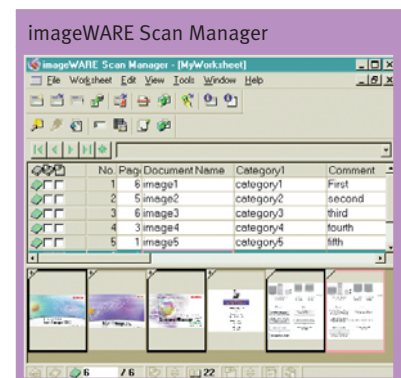 imageWARE Scan Manager
imageWARE Scan Manager - [MyWorksheet]
File Worksheet Edit View Tools Window Help
No. Page Document Name Category1 Comment
1 6 image1 category1 First
2 5 image2 category2 second
3 6 image3 category3 third
4 3 image4 category4 fourth
5 1 image5 category5 fifth
6 / 6 22